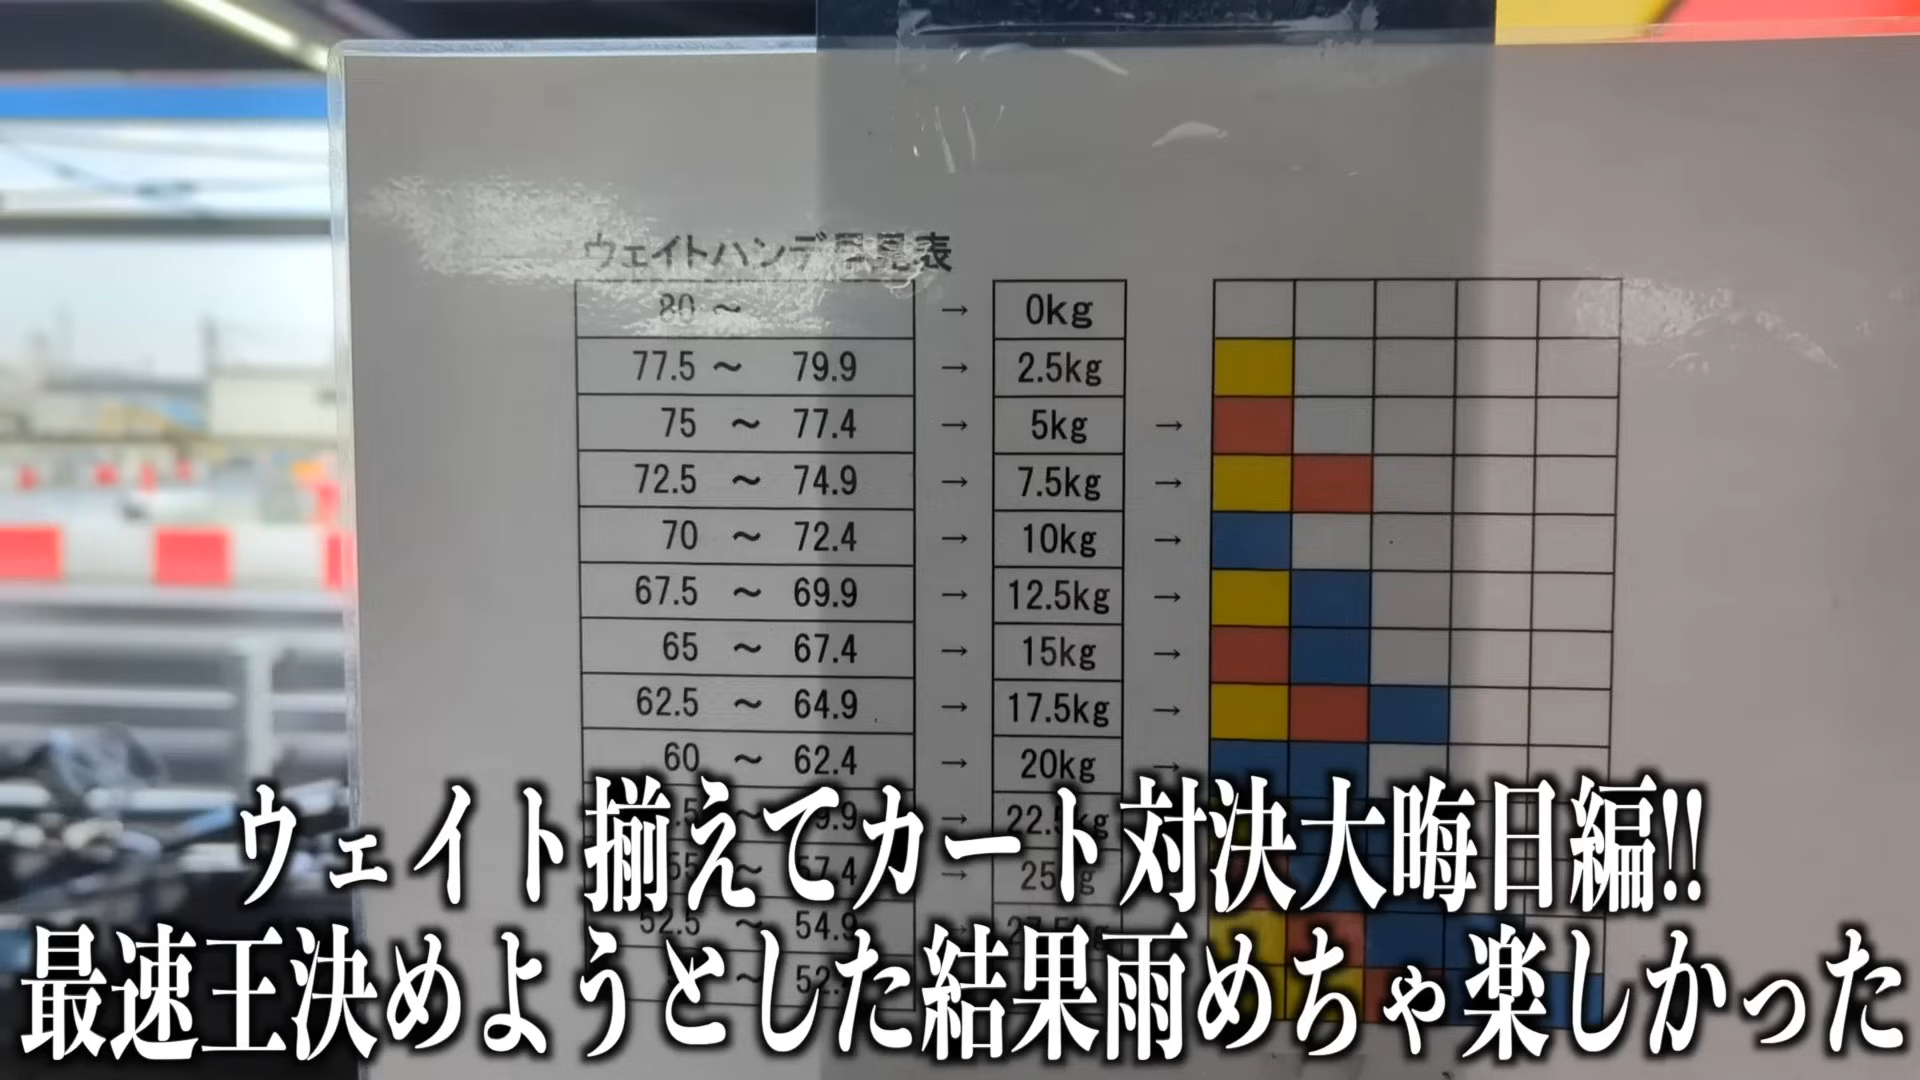 ウェイトハンデ早見表
80 ～ → 0kg
77.5 ～ 79.9 → 2.5kg
75 ～ 77.4 → 5kg →
72.5 ～ 74.9 → 7.5kg →
70 ～ 72.4 → 10kg →
67.5 ～ 69.9 → 12.5kg →
65 ～ 67.4 → 15kg →
62.5 ～ 64.9 → 17.5kg →
60 ～ 62.4 → 20kg →
ウェイト揃えてカート対決大晦日編!!
52.5 ～ 54.9
最速王決めようとした結果雨めちゃ楽しかった